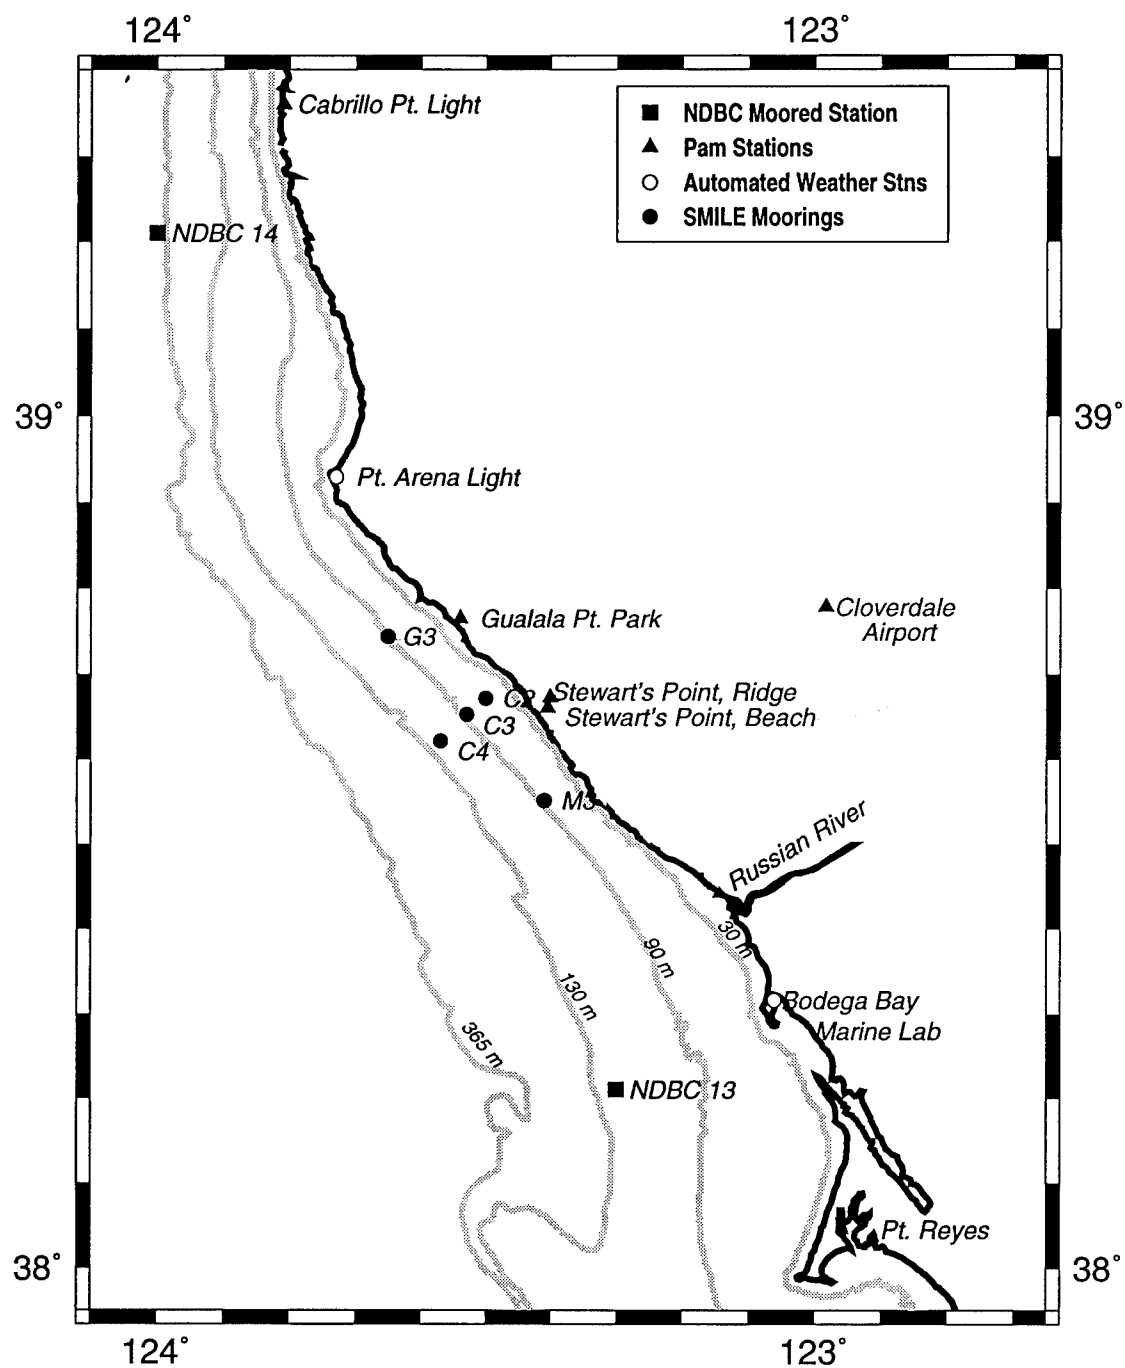 124° 123°
Cabrillo Pt. Light
NDBC Moored Station
Pam Stations
Automated Weather Stns
SMILE Moorings
NDBC 14
39° 39°
Pt. Arena Light
Cloverdale
Airport
Gualala Pt. Park
G3
Stewart's Point, Ridge
C2
Stewart's Point, Beach
C3
C4
M3
Russian River
30 m
90 m
130 m
365 m
Bodega Bay
Marine Lab
NDBC 13
Pt. Reyes
38° 38°
124° 123°